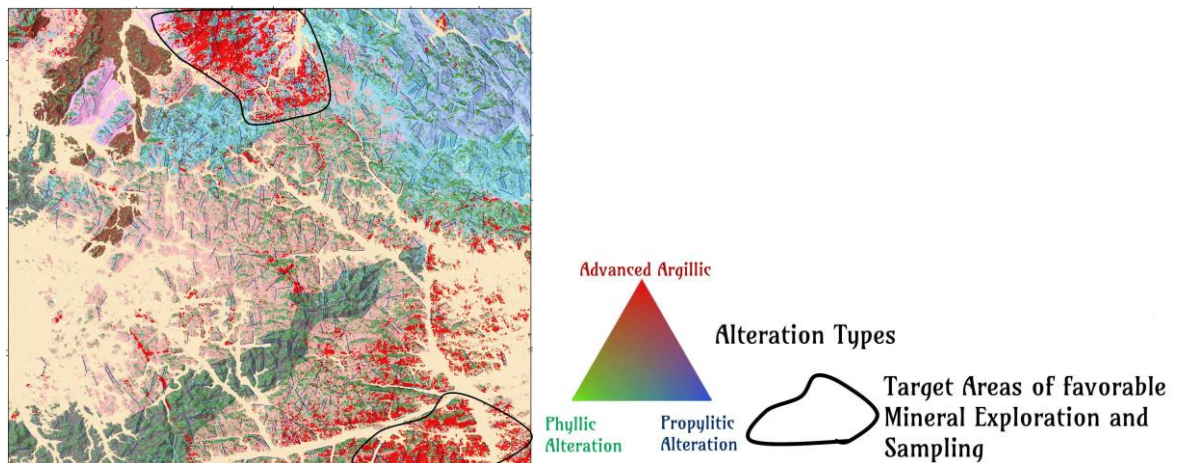 Advanced Argillic
Alteration Types
Phyllic
Alteration
Propylitic
Alteration
Target Areas of favorable
Mineral Exploration and
Sampling